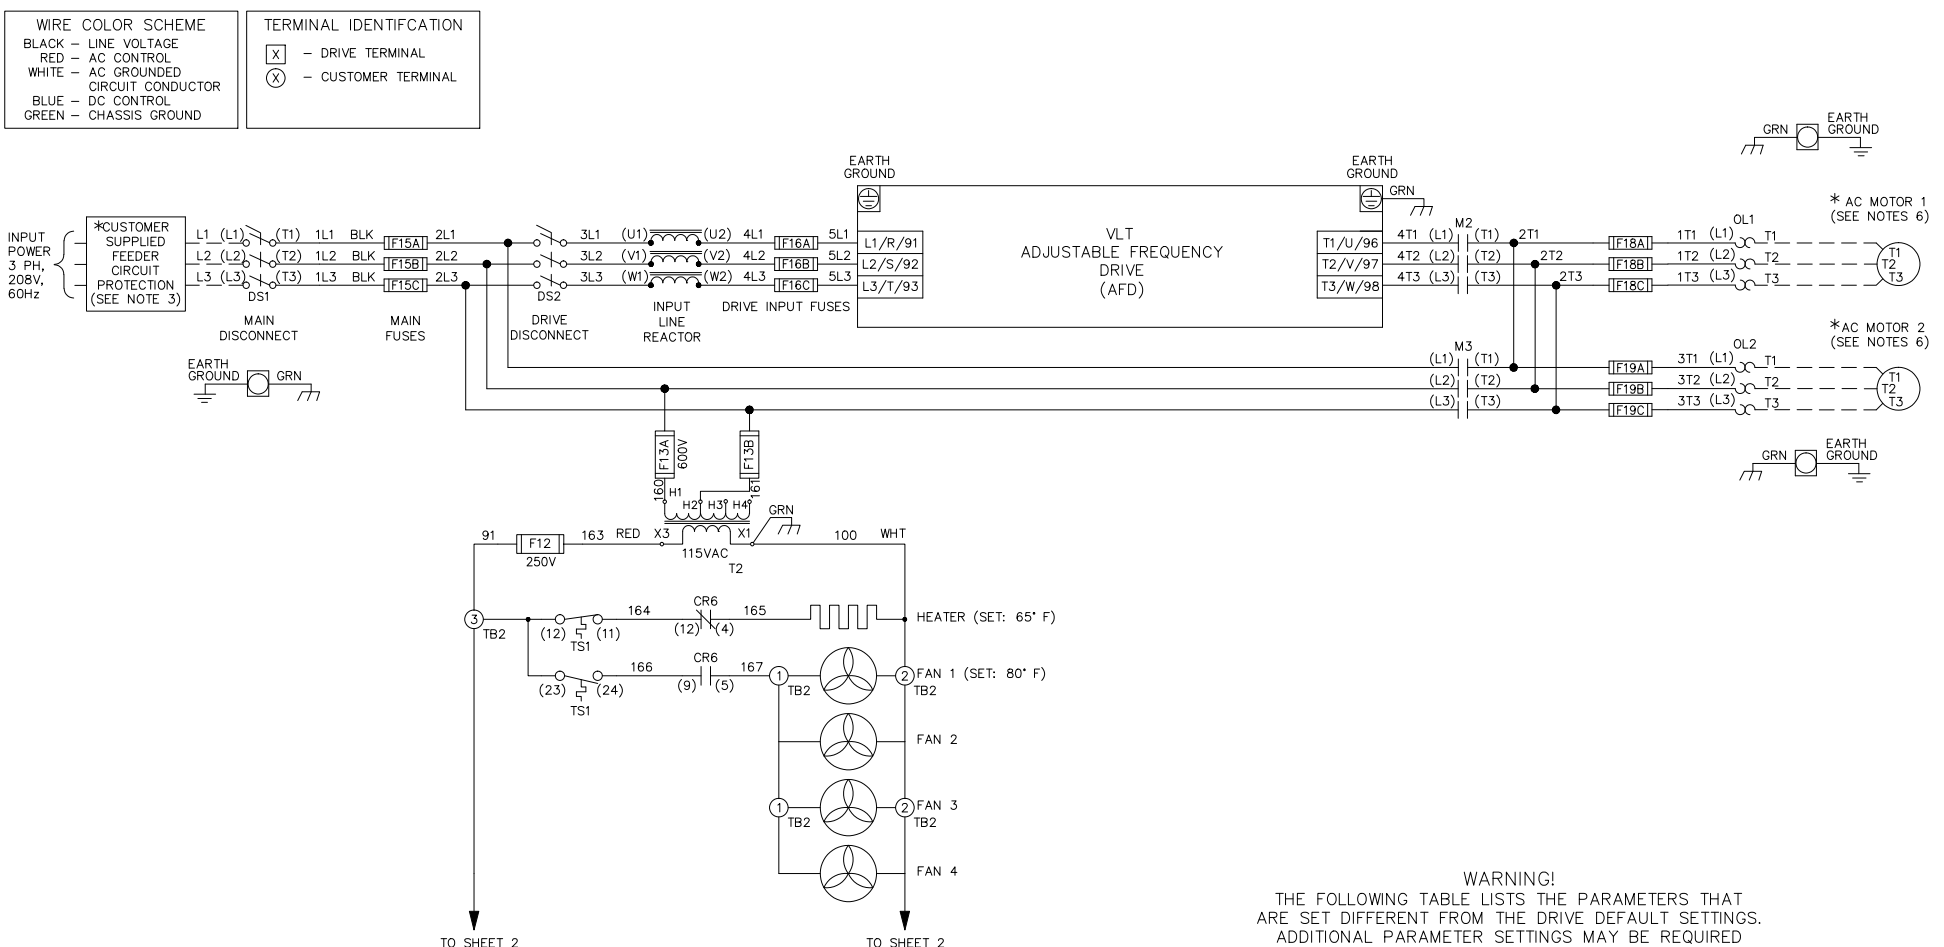 WIRE COLOR SCHEME
BLACK – LINE VOLTAGE
RED – AC CONTROL
WHITE – AC GROUNDED
CIRCUIT CONDUCTOR
BLUE – DC CONTROL
GREEN – CHASSIS GROUND
TERMINAL IDENTIFCATION
X – DRIVE TERMINAL
X – CUSTOMER TERMINAL
GRN
EARTH
GROUND
EARTH
GROUND
EARTH
GROUND
GRN
INPUT
POWER
3 PH,
208V,
60Hz
*CUSTOMER
SUPPLIED
FEEDER
CIRCUIT
PROTECTION
(SEE NOTE 3)
L1 (L1) (T1) 1L1 BLK F15A 2L1 3L1 (U1) (U2) 4L1 F16A 5L1 L1/R/91
L2 (L2) (T2) 1L2 BLK F15B 2L2 3L2 (V1) (V2) 4L2 F16B 5L2 L2/S/92
L3 (L3) (T3) 1L3 BLK F15C 2L3 3L3 (W1) (W2) 4L3 F16C 5L3 L3/T/93
DS1
MAIN
DISCONNECT
MAIN
FUSES
DS2
DRIVE
DISCONNECT
INPUT
LINE
REACTOR
DRIVE INPUT FUSES
VLT
ADJUSTABLE FREQUENCY
DRIVE
(AFD)
M2
OL1
* AC MOTOR 1
(SEE NOTES 6)
T1/U/96 4T1 (L1) (T1) 2T1 F18A 1T1 (L1) T1 T1
T2/V/97 4T2 (L2) (T2) 2T2 F18B 1T2 (L2) T2 T2
T3/W/98 4T3 (L3) (T3) 2T3 F18C 1T3 (L3) T3 T3
EARTH
GROUND
GRN
M3
OL2
*AC MOTOR 2
(SEE NOTES 6)
(L1) (T1) F19A 3T1 (L1) T1 T1
(L2) (T2) F19B 3T2 (L2) T2 T2
(L3) (T3) F19C 3T3 (L3) T3 T3
GRN
EARTH
GROUND
F13A
600V
F13B
160
161
H1
H2 H3 H4
GRN
91 F12 163 RED X3 X1 100 WHT
250V
115VAC
T2
3
TB2
(12) (11)
TS1
164
CR6
(12) (4)
165
HEATER (SET: 65° F)
(23) (24)
TS1
166
CR6
(9) (5)
167
1
TB2
2
TB2
FAN 1 (SET: 80° F)
FAN 2
1
TB2
2
TB2
FAN 3
FAN 4
TO SHEET 2
TO SHEET 2
WARNING!
THE FOLLOWING TABLE LISTS THE PARAMETERS THAT
ARE SET DIFFERENT FROM THE DRIVE DEFAULT SETTINGS.
ADDITIONAL PARAMETER SETTINGS MAY BE REQUIRED